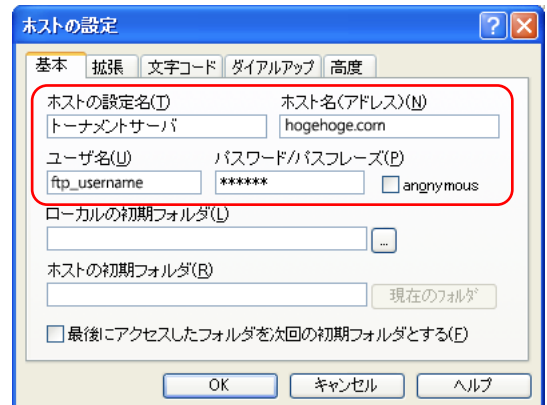 ホストの設定
基本 拡張 文字コード ダイアルアップ 高度
ホストの設定名(T) ホスト名(アドレス)(N)
トーナメントサーバ hogehoge.com
ユーザ名(U) パスワード/パスフレーズ(P)
ftp_username ****** anonymous
ローカルの初期フォルダ(L)
...
ホストの初期フォルダ(R)
現在のフォルダ
最後にアクセスしたフォルダを次回の初期フォルダとする(F)
OK キャンセル ヘルプ